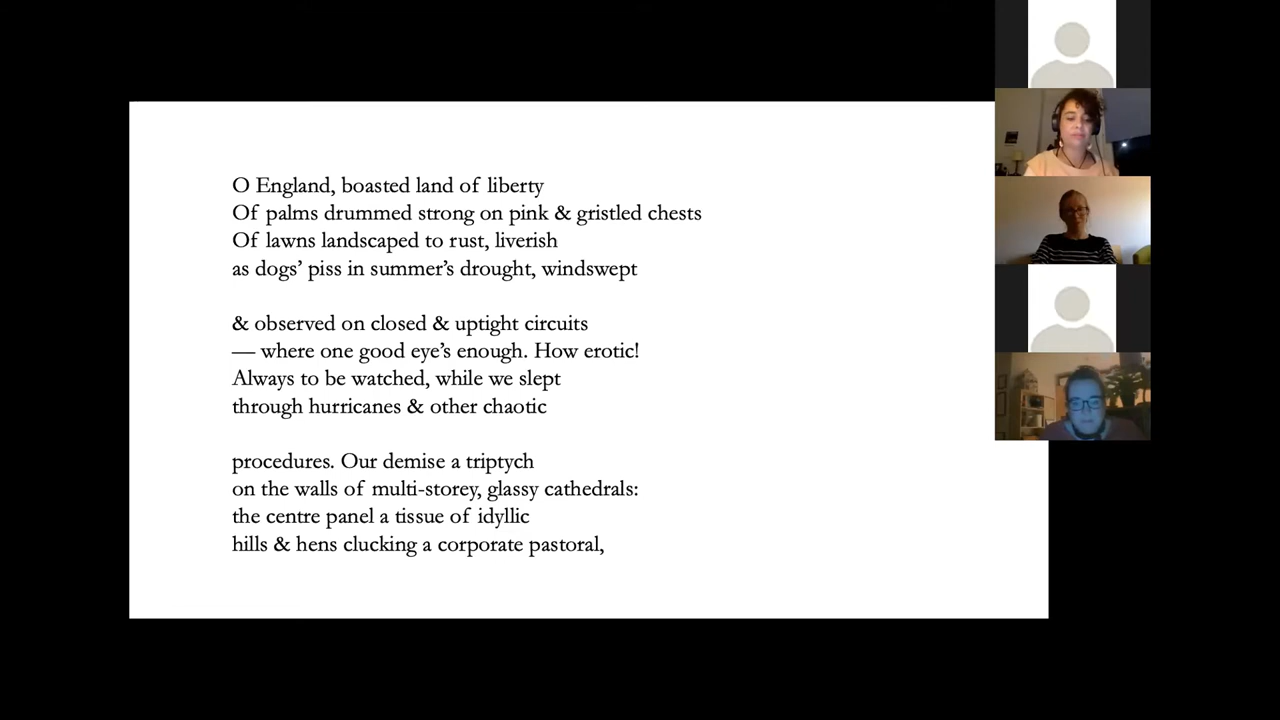 O England, boasted land of liberty
Of palms drummed strong on pink & gristled chests
Of lawns landscaped to rust, liverish
as dogs’ piss in summer’s drought, windswept
& observed on closed & uptight circuits
— where one good eye’s enough. How erotic!
Always to be watched, while we slept
through hurricanes & other chaotic
procedures. Our demise a triptych
on the walls of multi-storey, glassy cathedrals:
the centre panel a tissue of idyllic
hills & hens clucking a corporate pastoral,